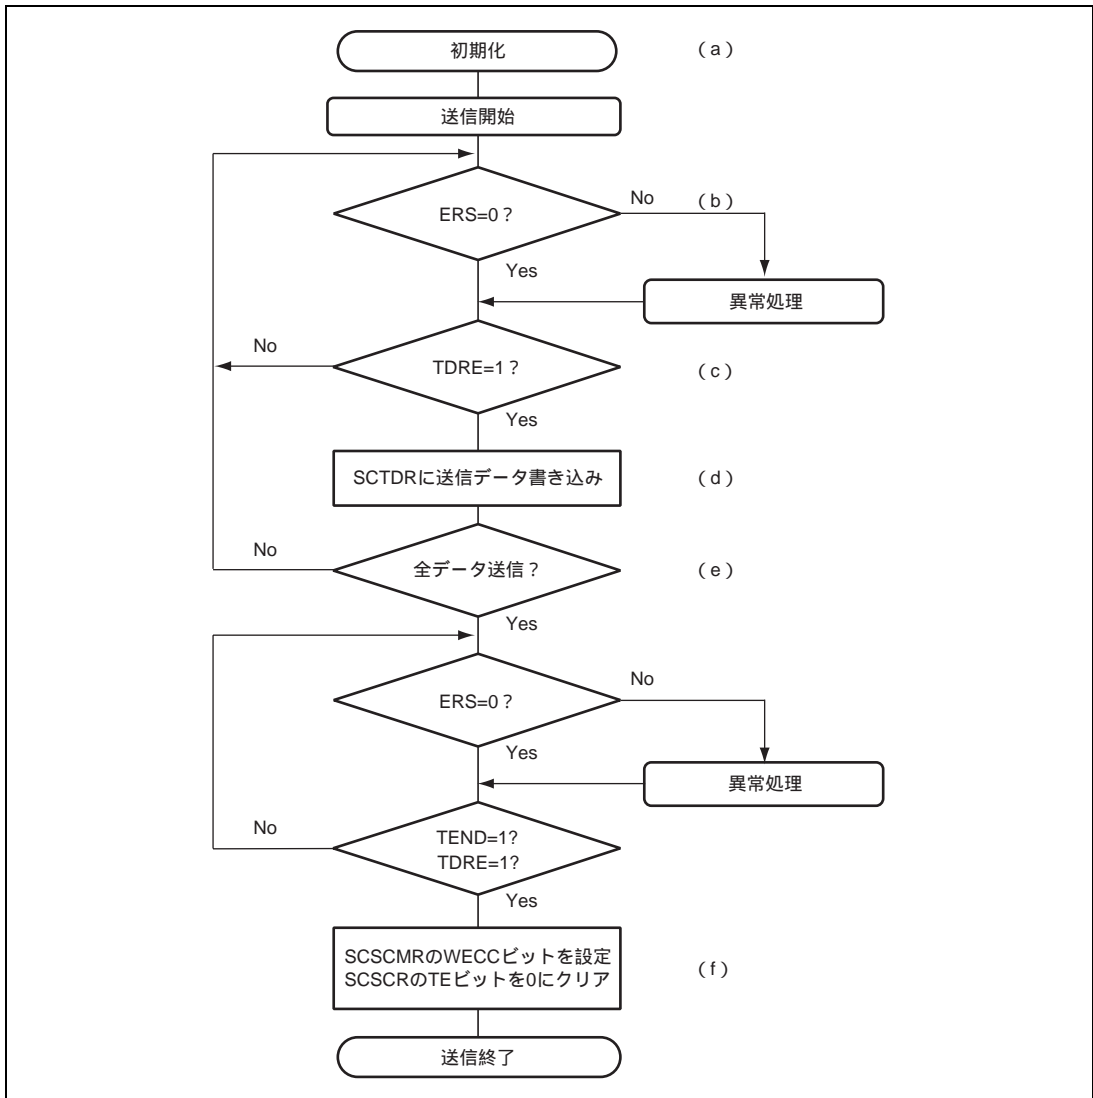 初期化
(a)
送信開始
ERS=0?
No
(b)
Yes
異常処理
No
TDRE=1?
(c)
Yes
SCTDRに送信データ書き込み
(d)
No
全データ送信?
(e)
Yes
ERS=0?
No
Yes
異常処理
No
TEND=1?
TDRE=1?
Yes
SCSCMRのWECCビットを設定
SCSCRのTEビットを0にクリア
(f)
送信終了